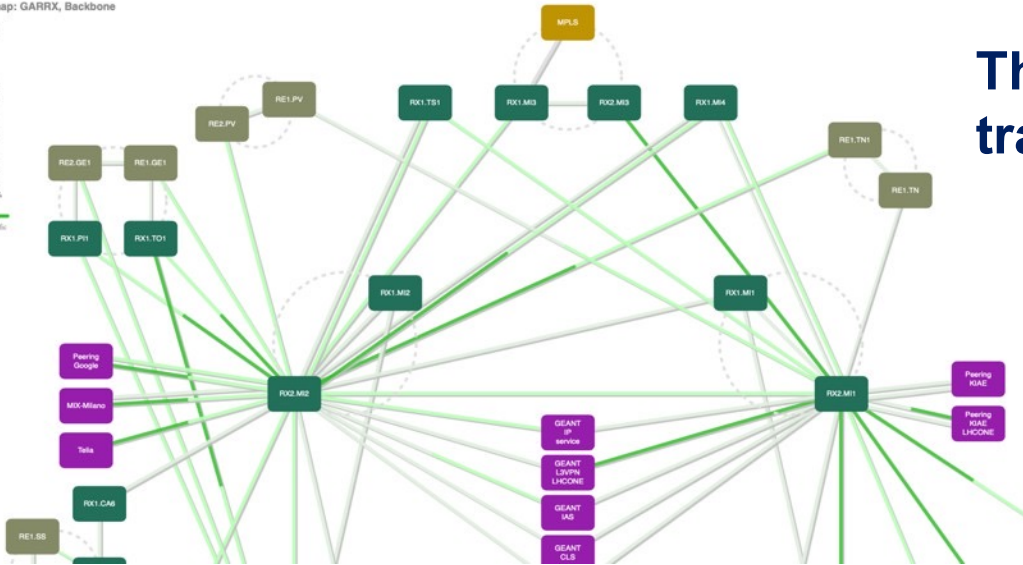 ap: GARRX, Backbone
MPLS
Th
tra
RE1.PV
RE2.PV
RX1.TS1
RX1.MI3
RX2.MI3
RX1.MI4
RE1.TN1
RE1.TN
RE2.GE1
RE1.GE1
RX1.PI1
RX1.TO1
RX1.MI2
RX1.MI1
Peering
Google
RX2.MI2
RX2.MI1
Peering
KIAE
MIX-Milano
Peering
KIAE
LHCONE
GEANT
IP
service
Telia
GEANT
L3VPN
LHCONE
RX1.CA6
GEANT
IAS
RE1.SS
GEANT
CLS